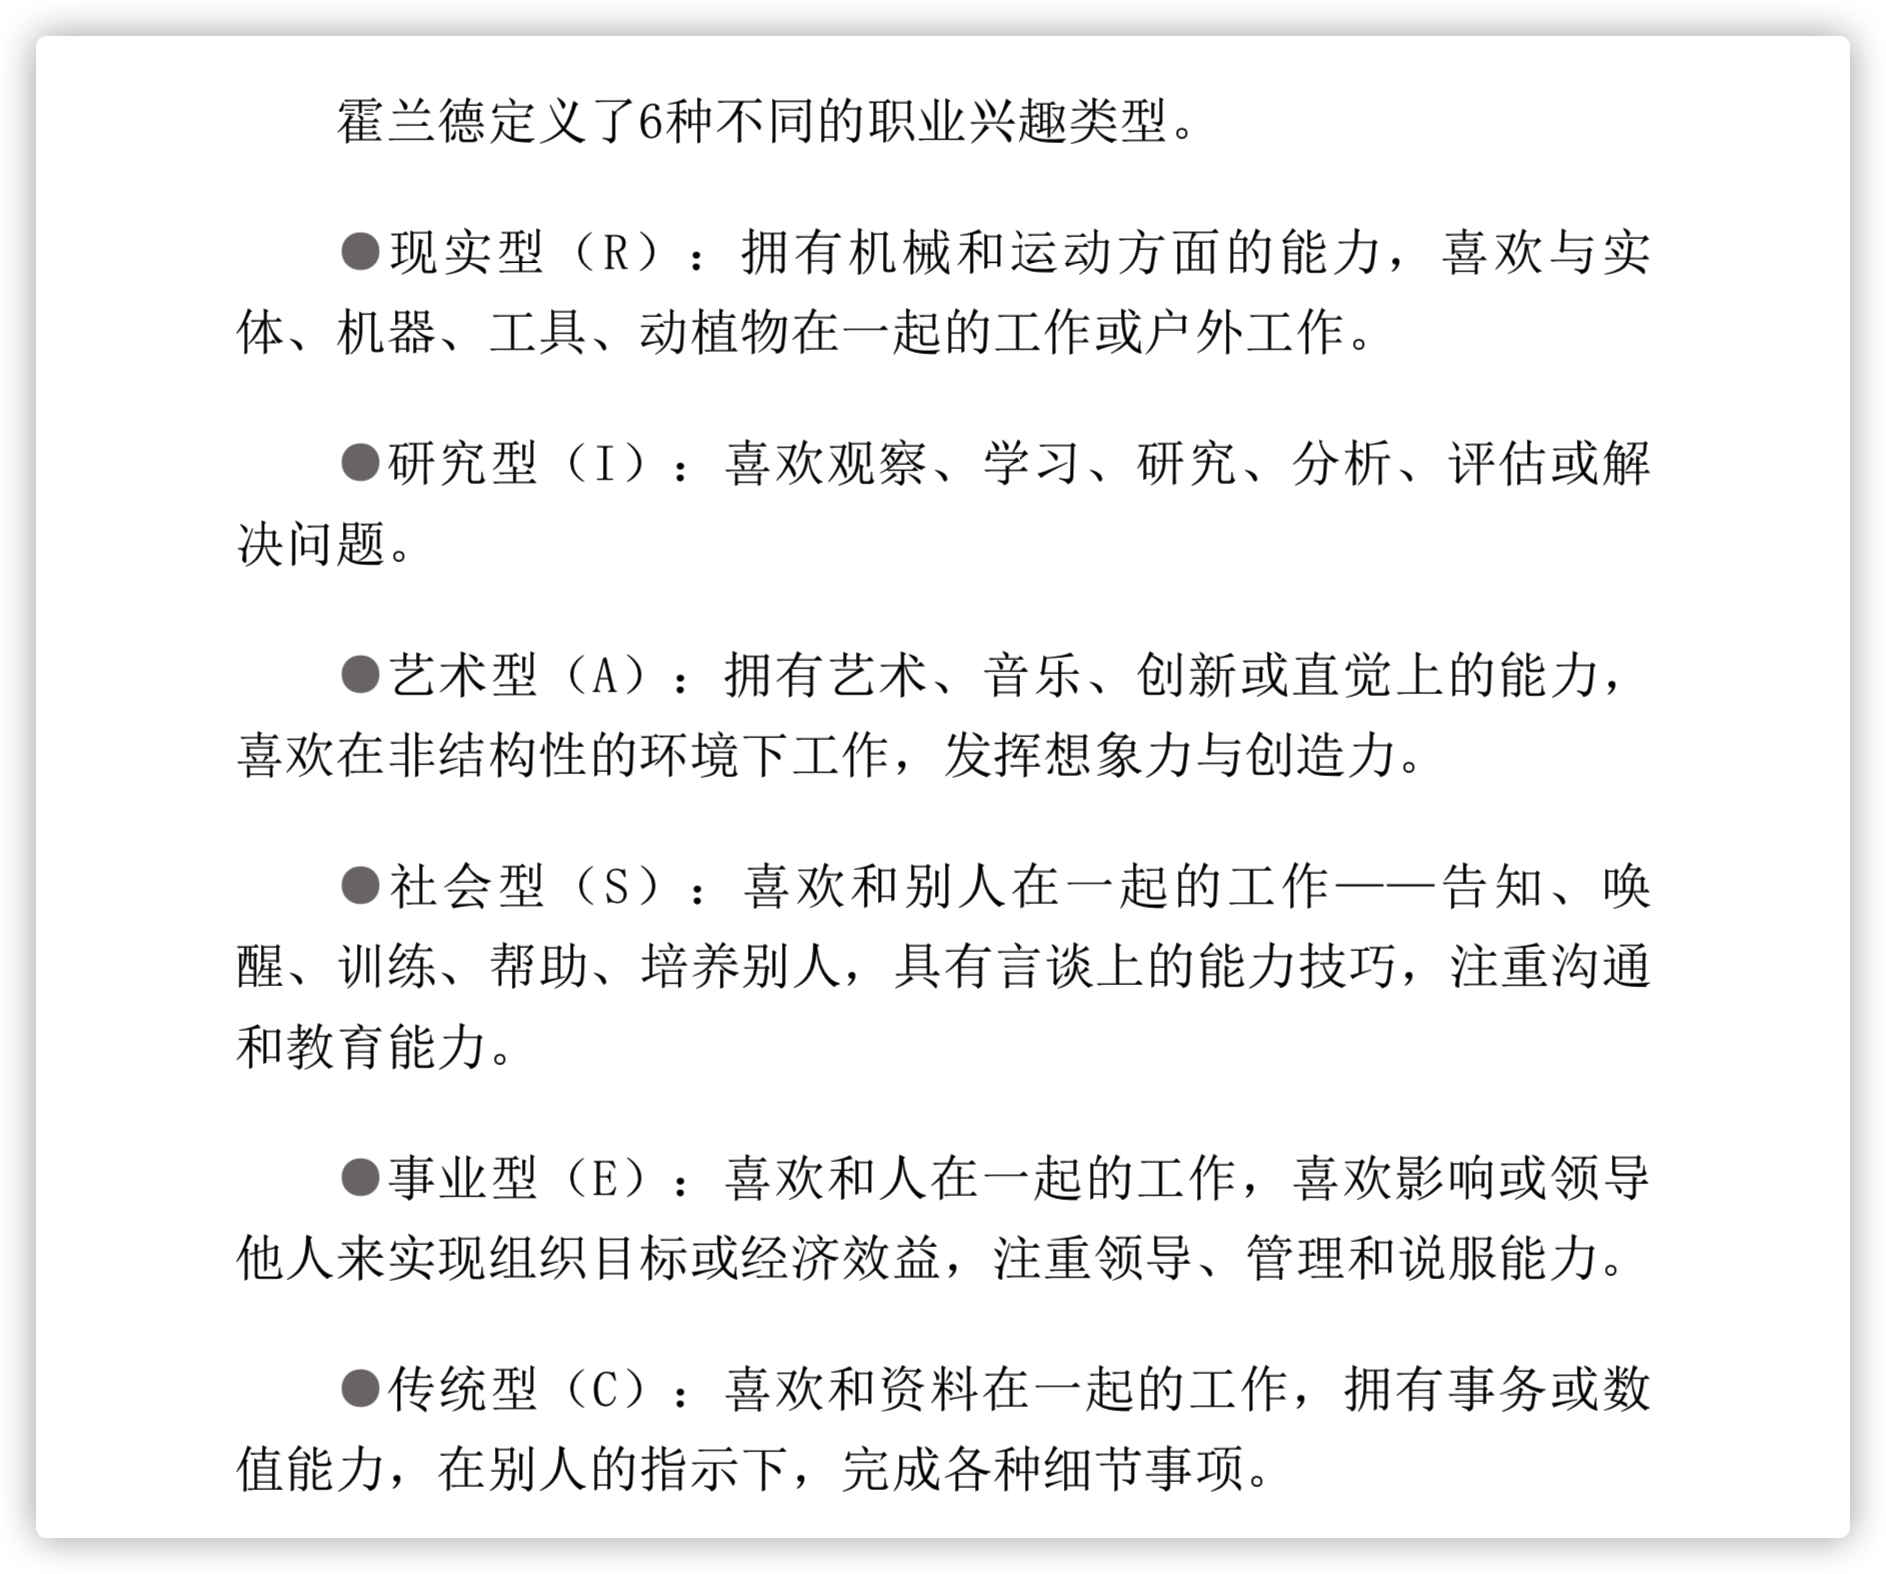 霍兰德定义了6种不同的职业兴趣类型。
●现实型（R）：拥有机械和运动方面的能力，喜欢与实
体、机器、工具、动植物在一起的工作或户外工作。
●研究型（I）：喜欢观察、学习、研究、分析、评估或解
决问题。
●艺术型（A）：拥有艺术、音乐、创新或直觉上的能力，
喜欢在非结构性的环境下工作，发挥想象力与创造力。
●社会型（S）：喜欢和别人在一起的工作——告知、唤
醒、训练、帮助、培养别人，具有言谈上的能力技巧，注重沟通
和教育能力。
●事业型（E）：喜欢和人在一起的工作，喜欢影响或领导
他人来实现组织目标或经济效益，注重领导、管理和说服能力。
●传统型（C）：喜欢和资料在一起的工作，拥有事务或数
值能力，在别人的指示下，完成各种细节事项。